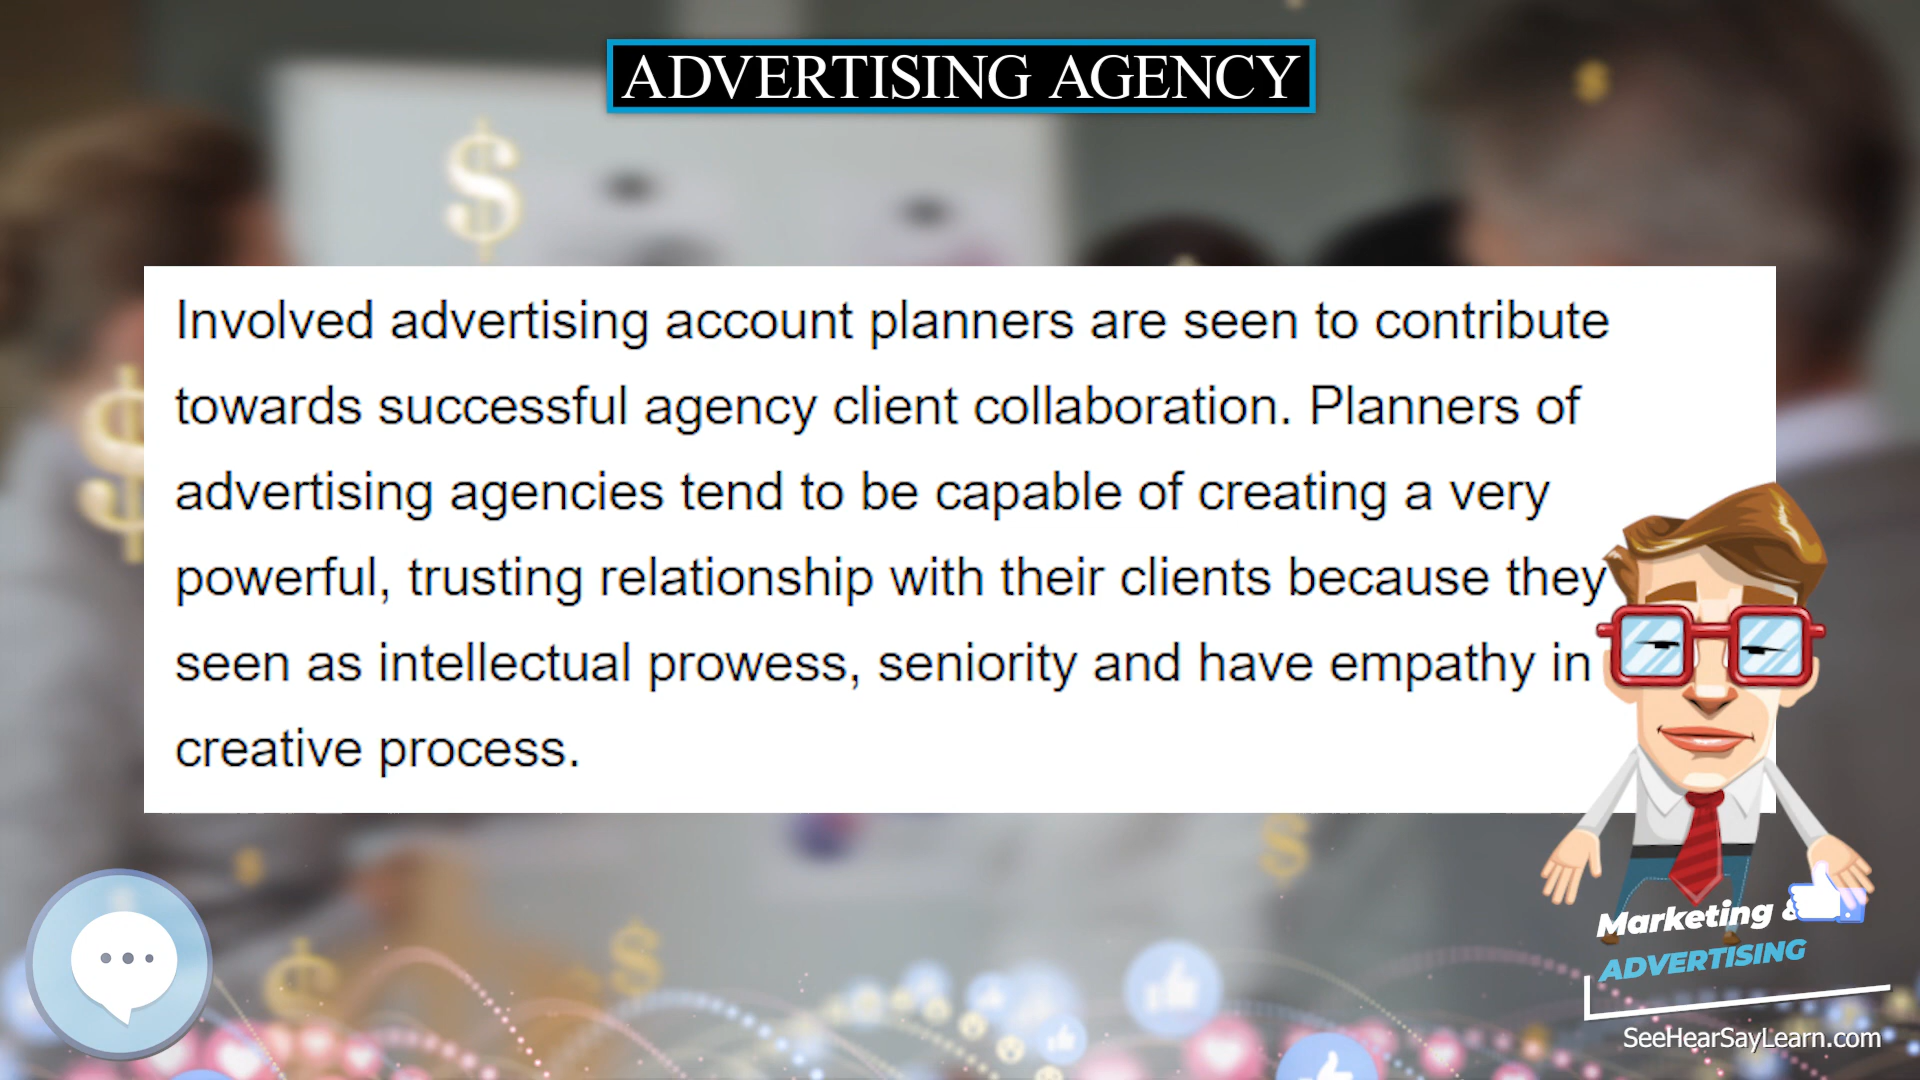 ADVERTISING AGENCY
Involved advertising account planners are seen to contribute
towards successful agency client collaboration. Planners of
advertising agencies tend to be capable of creating a very
powerful, trusting relationship with their clients because they
seen as intellectual prowess, seniority and have empathy in
creative process.
Marketing &
ADVERTISING
SeeHearSayLearn.com